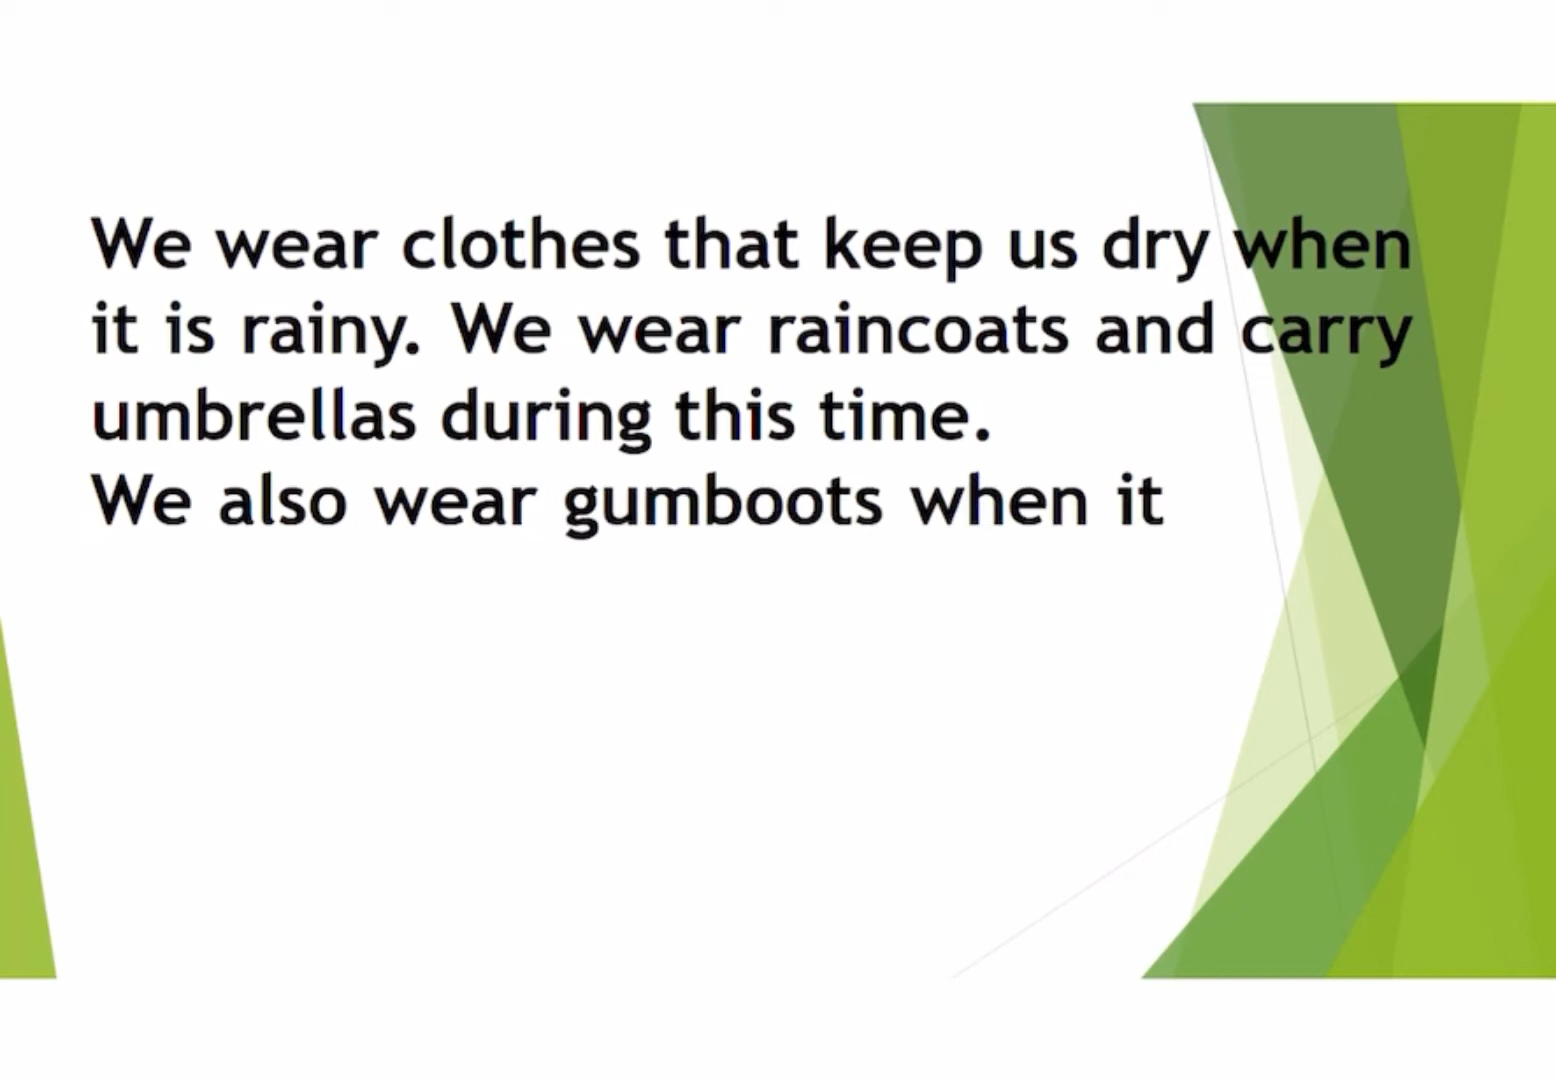 We wear clothes that keep us dry when
it is rainy. We wear raincoats and carry
umbrellas during this time.
We also wear gumboots when it